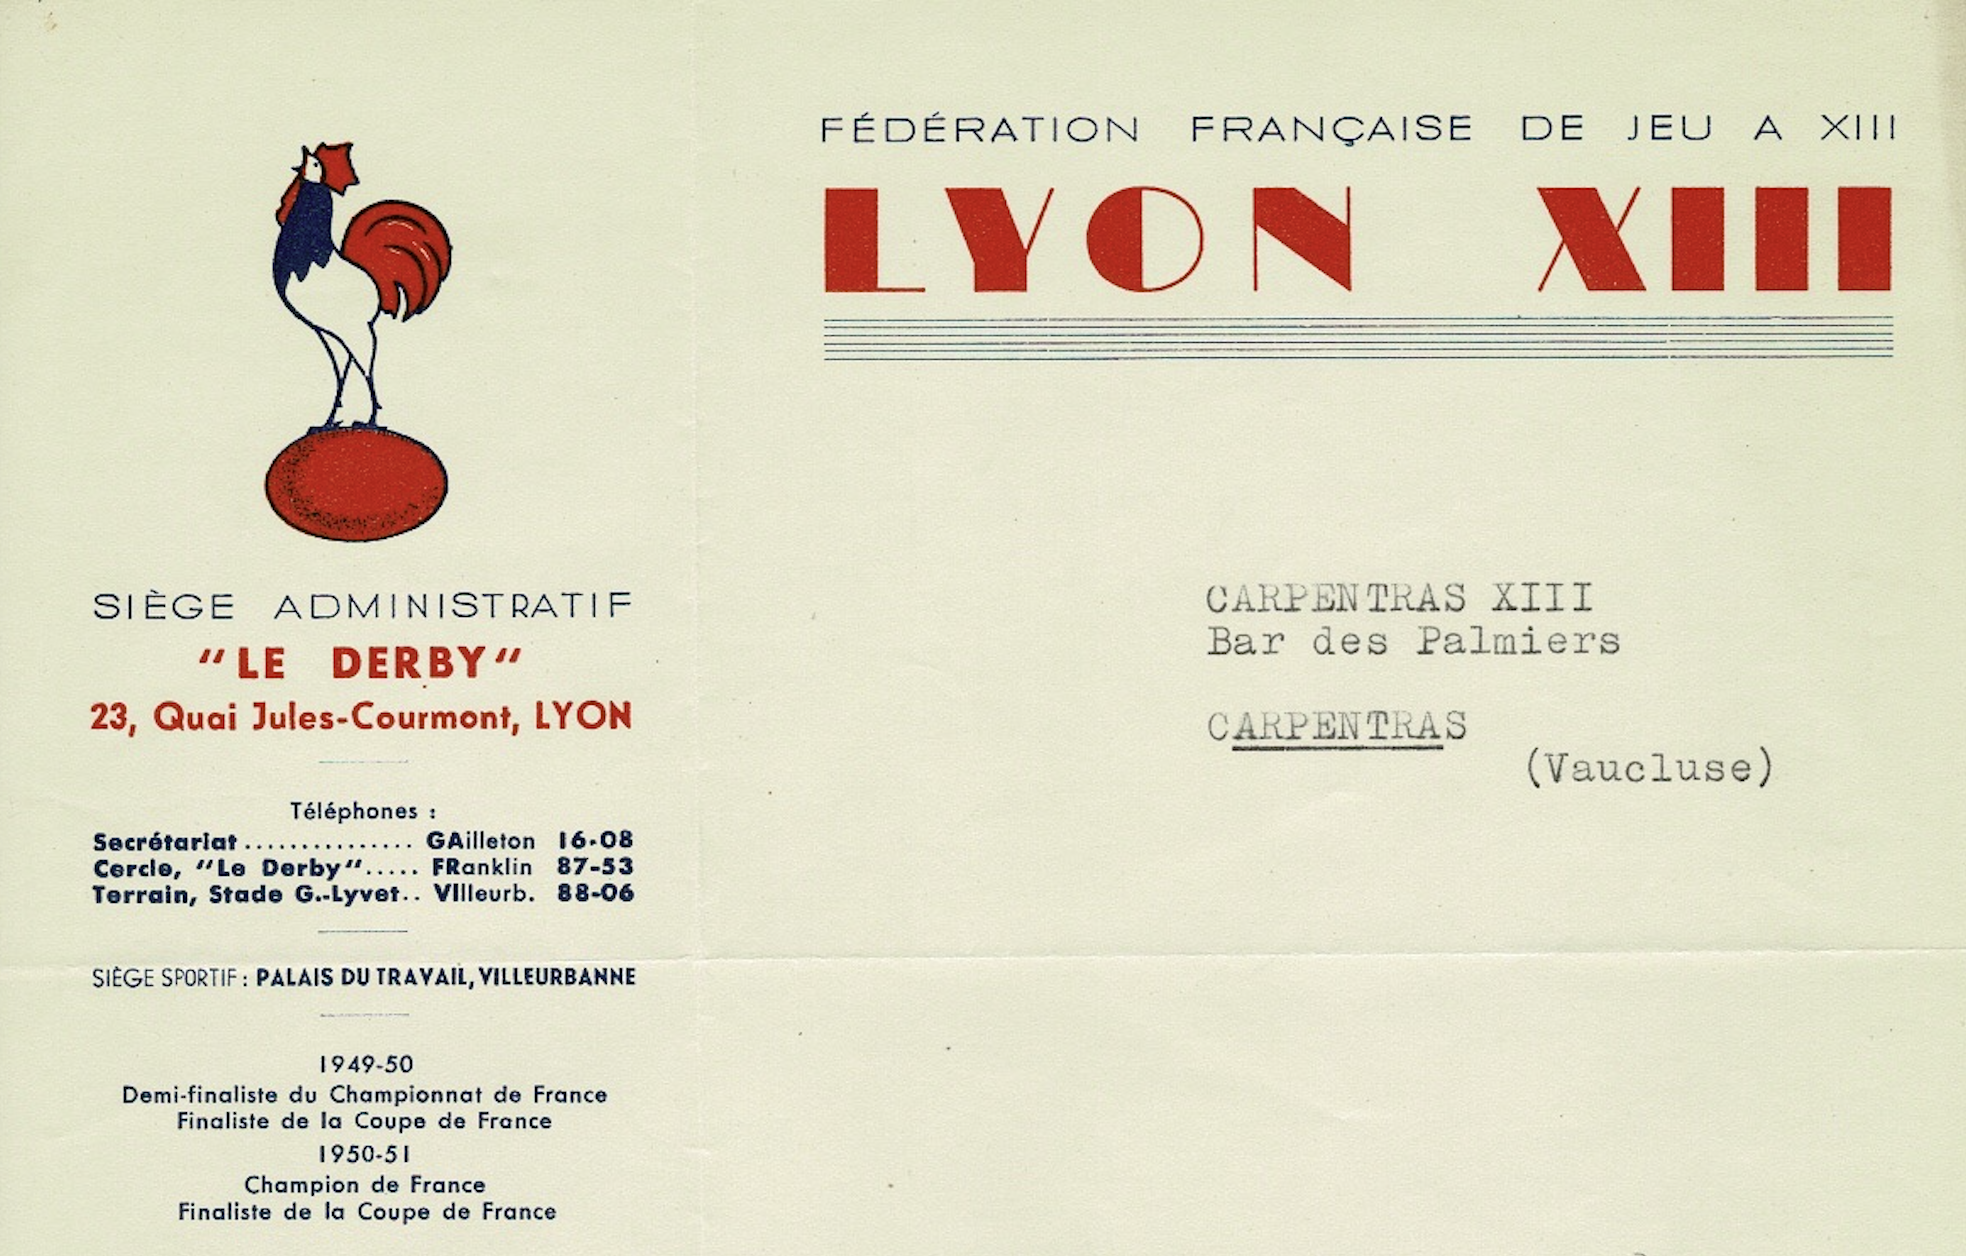 FÉDÉRATION FRANÇAISE DE JEU A XIII
LYON XIII
SIÈGE ADMINISTRATIF
"LE DERBY"
23, Quai Jules-Courmont, LYON
Téléphones :
Secrétariat ............... GAilleton 16-08
Cercle, "Le Derby"..... FRanklin 87-53
Terrain, Stade G.-Lyvet.. VIlleurb. 88-06
SIÈGE SPORTIF : PALAIS DU TRAVAIL, VILLEURBANNE
1949-50
Demi-finaliste du Championnat de France
Finaliste de la Coupe de France
1950-51
Champion de France
Finaliste de la Coupe de France
CARPENTRAS XIII
Bar des Palmiers
CARPENTRAS
(Vaucluse)